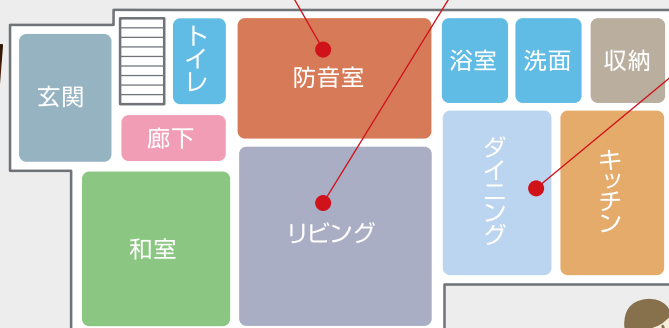 トイレ
防音室
浴室
洗面
収納
玄関
廊下
ダイニング
キッチン
リビング
和室